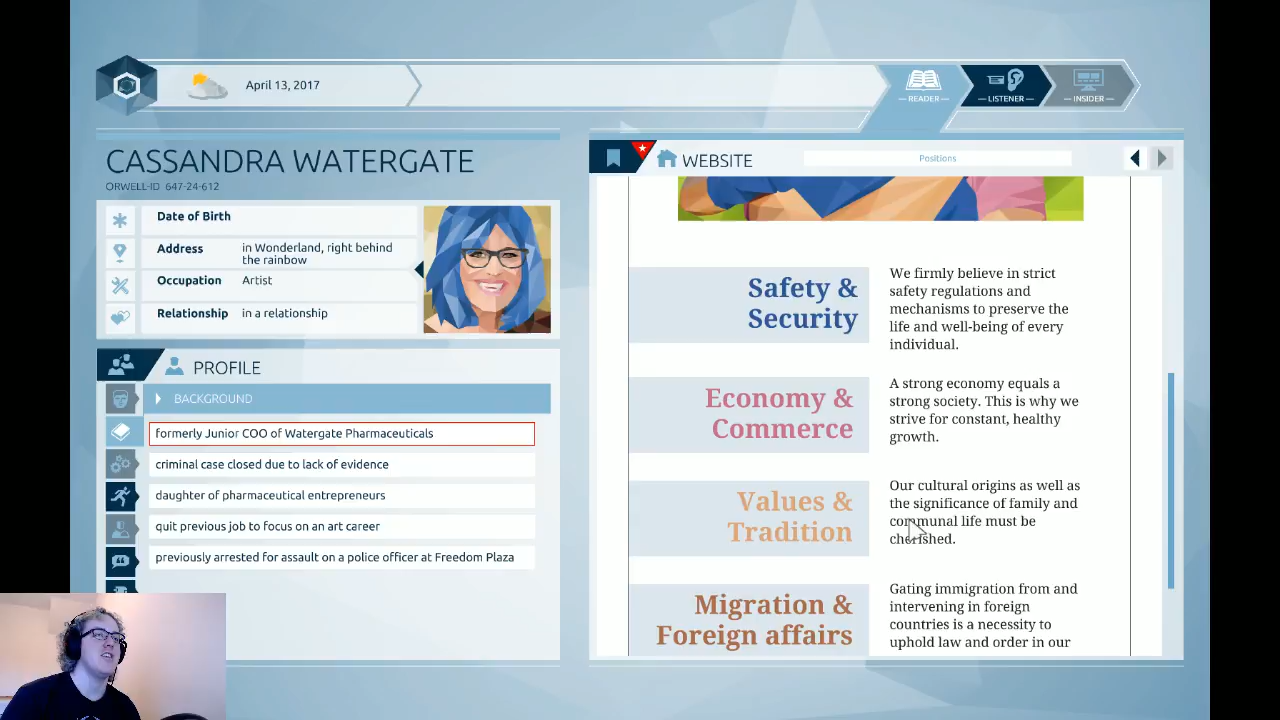 April 13, 2017
READER
LISTENER
INSIDER
CASSANDRA WATERGATE
ORWELL-ID 647-24-612
Date of Birth
Address in Wonderland, right behind
the rainbow
Occupation Artist
Relationship in a relationship
PROFILE
BACKGROUND
formerly Junior COO of Watergate Pharmaceuticals
criminal case closed due to lack of evidence
daughter of pharmaceutical entrepreneurs
quit previous job to focus on an art career
previously arrested for assault on a police officer at Freedom Plaza
WEBSITE
Positions
Safety &
Security
We firmly believe in strict
safety regulations and
mechanisms to preserve the
life and well-being of every
individual.
Economy &
Commerce
A strong economy equals a
strong society. This is why we
strive for constant, healthy
growth.
Values &
Tradition
Our cultural origins as well as
the significance of family and
communal life must be
cherished.
Migration &
Foreign affairs
Gating immigration from and
intervening in foreign
countries is a necessity to
uphold law and order in our